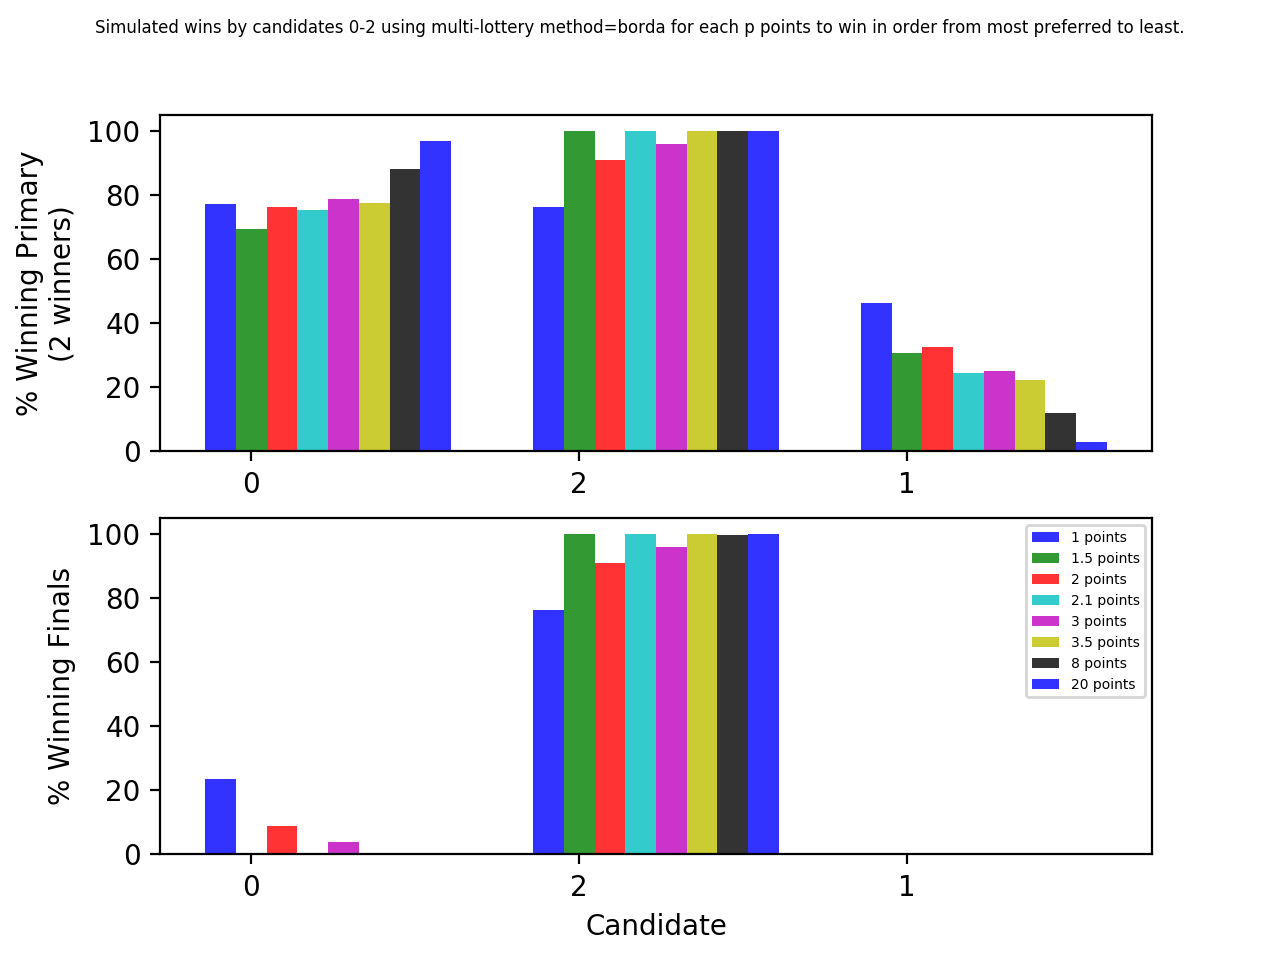 Simulated wins by candidates 0-2 using multi-lottery method=borda for each p points to win in order from most preferred to least.
% Winning Primary
(2 winners)
100
80
60
40
20
0
0 2 1
% Winning Finals
100
80
60
40
20
0
1 points
1.5 points
2 points
2.1 points
3 points
3.5 points
8 points
20 points
0 2 1
Candidate